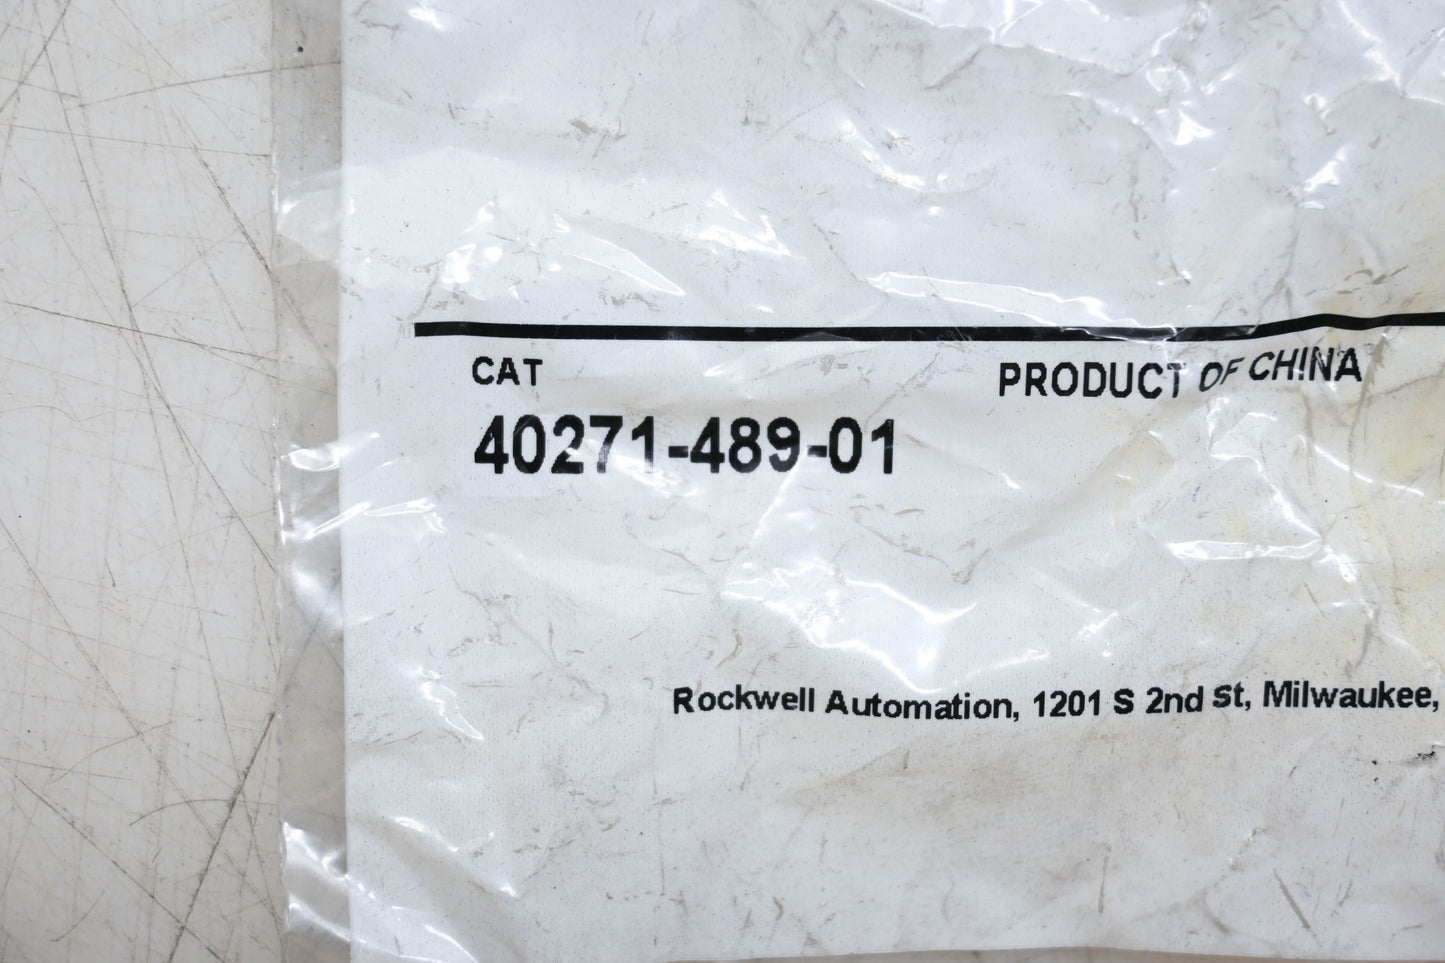 CAT
PRODUCT OF CHINA
40271-489-01
Rockwell Automation, 1201 S 2nd St, Milwaukee,